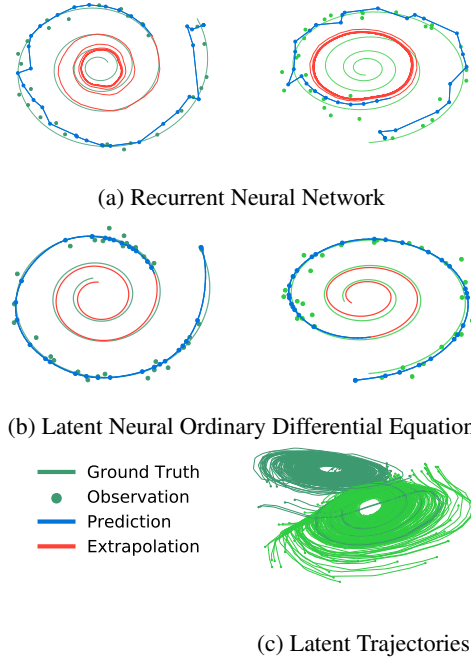 (a) Recurrent Neural Network
(b) Latent Neural Ordinary Differential Equation
Ground Truth
Observation
Prediction
Extrapolation
(c) Latent Trajectories